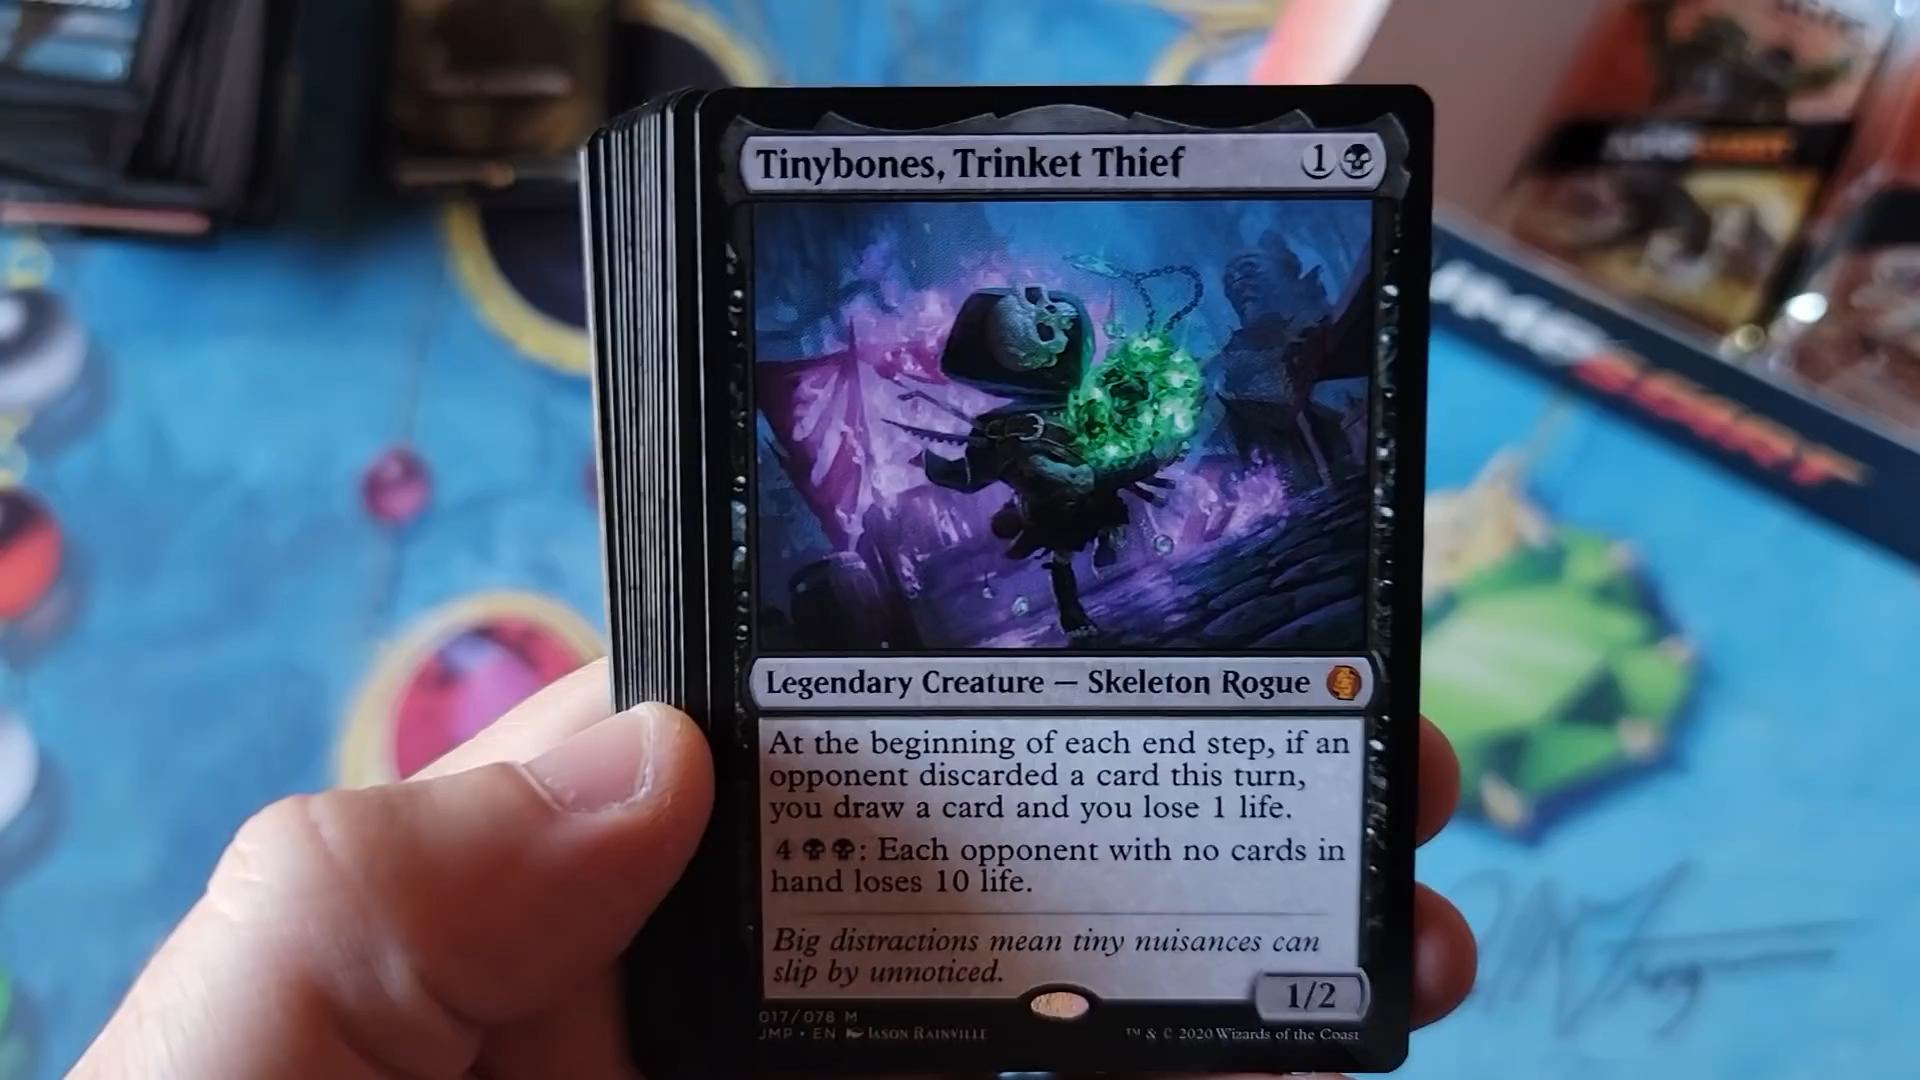 Tinybones, Trinket Thief 1
Legendary Creature — Skeleton Rogue
At the beginning of each end step, if an
opponent discarded a card this turn,
you draw a card and you lose 1 life.
4 : Each opponent with no cards in
hand loses 10 life.
Big distractions mean tiny nuisances can
slip by unnoticed.
1/2
017/078 M
JMP • EN JASON RAINVILLE
™ & © 2020 Wizards of the Coast
JUMPSTART